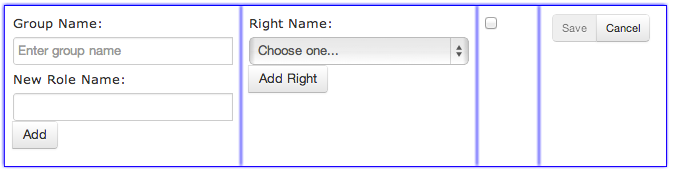 Group Name:
Enter group name
New Role Name:
Add
Right Name:
Choose one...
Add Right
Save
Cancel